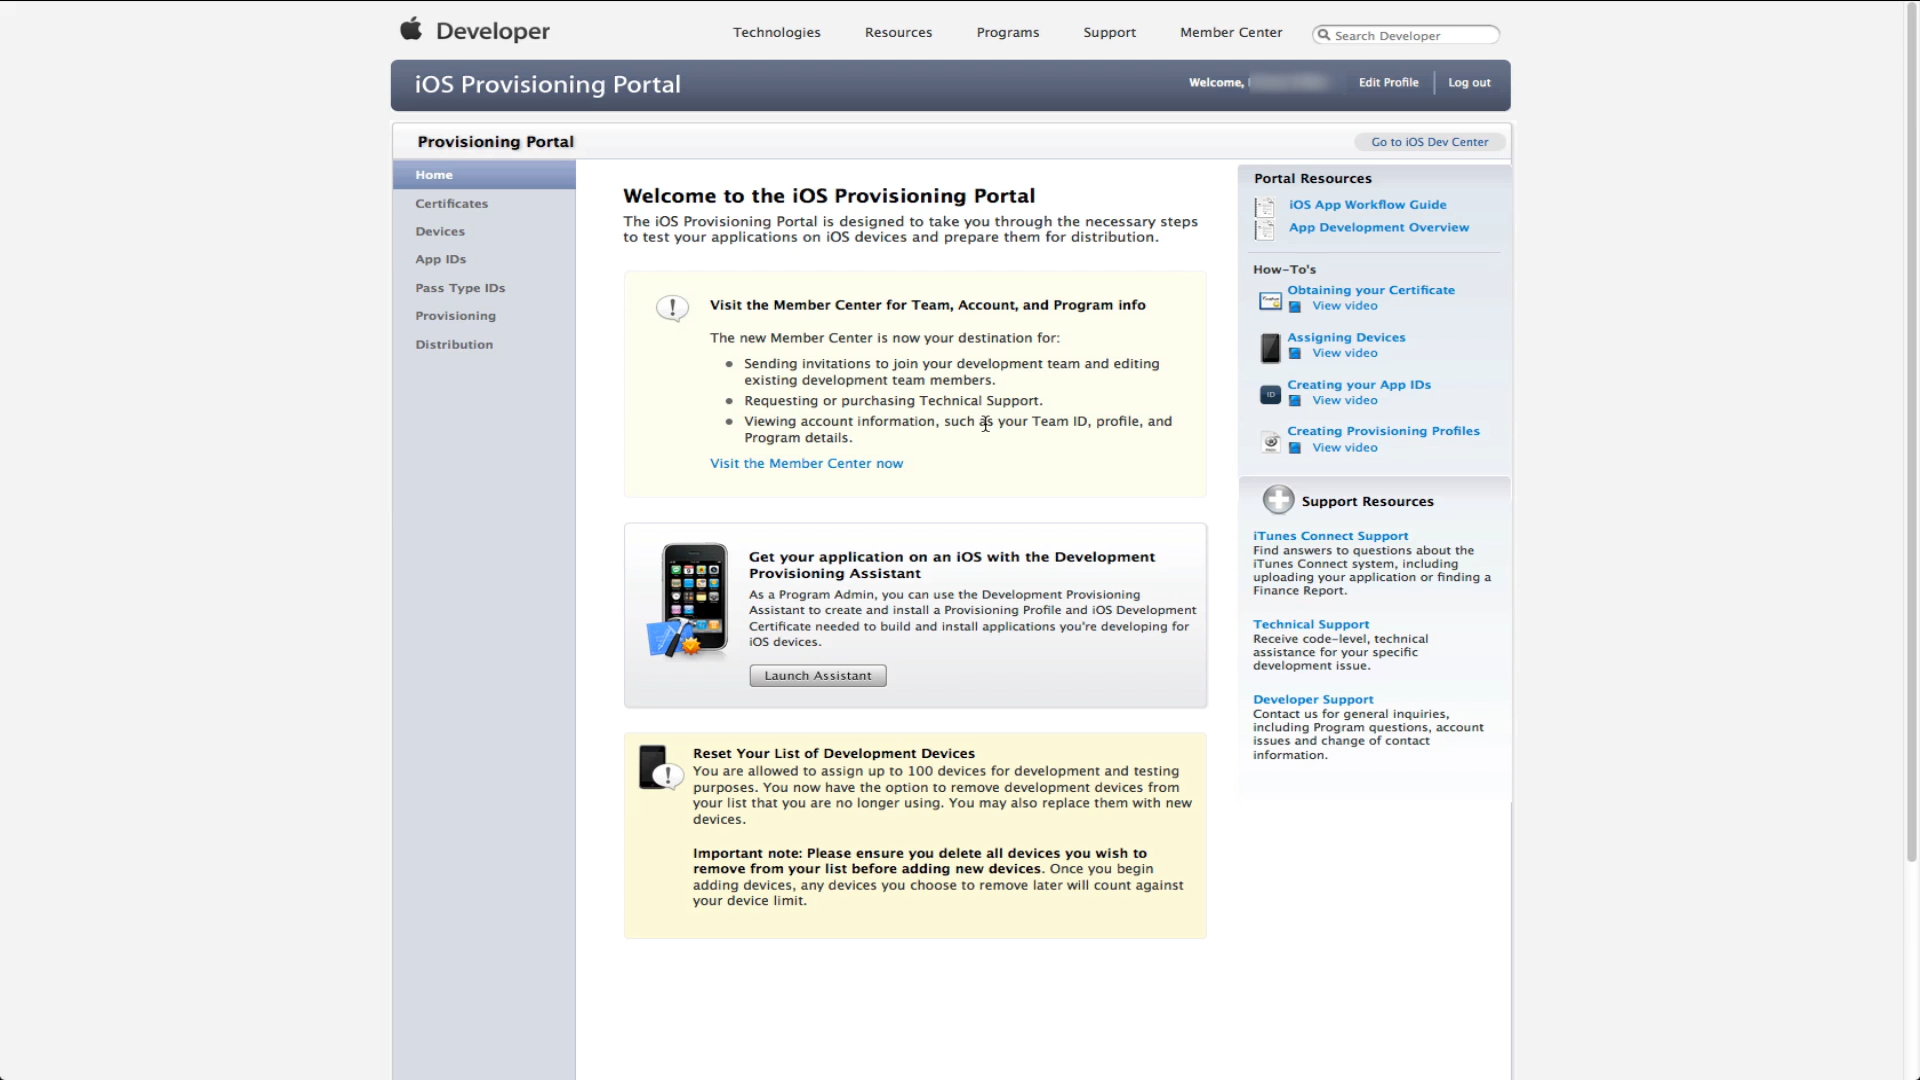 Developer
Technologies
Resources
Programs
Support
Member Center
Search Developer
iOS Provisioning Portal
Welcome,
Edit Profile
Log out
Provisioning Portal
Go to iOS Dev Center
Home
Certificates
Devices
App IDs
Pass Type IDs
Provisioning
Distribution
Welcome to the iOS Provisioning Portal
The iOS Provisioning Portal is designed to take you through the necessary steps
to test your applications on iOS devices and prepare them for distribution.
Visit the Member Center for Team, Account, and Program info
The new Member Center is now your destination for:
Sending invitations to join your development team and editing
existing development team members.
Requesting or purchasing Technical Support.
Viewing account information, such as your Team ID, profile, and
Program details.
Visit the Member Center now
Get your application on an iOS with the Development
Provisioning Assistant
As a Program Admin, you can use the Development Provisioning
Assistant to create and install a Provisioning Profile and iOS Development
Certificate needed to build and install applications you're developing for
iOS devices.
Launch Assistant
Reset Your List of Development Devices
You are allowed to assign up to 100 devices for development and testing
purposes. You now have the option to remove development devices from
your list that you are no longer using. You may also replace them with new
devices.
Important note: Please ensure you delete all devices you wish to
remove from your list before adding new devices. Once you begin
adding devices, any devices you choose to remove later will count against
your device limit.
Portal Resources
iOS App Workflow Guide
App Development Overview
How-To's
Obtaining your Certificate
View video
Assigning Devices
View video
ID
Creating your App IDs
View video
Creating Provisioning Profiles
View video
Support Resources
iTunes Connect Support
Find answers to questions about the
iTunes Connect system, including
uploading your application or finding a
Finance Report.
Technical Support
Receive code-level, technical
assistance for your specific
development issue.
Developer Support
Contact us for general inquiries,
including Program questions, account
issues and change of contact
information.